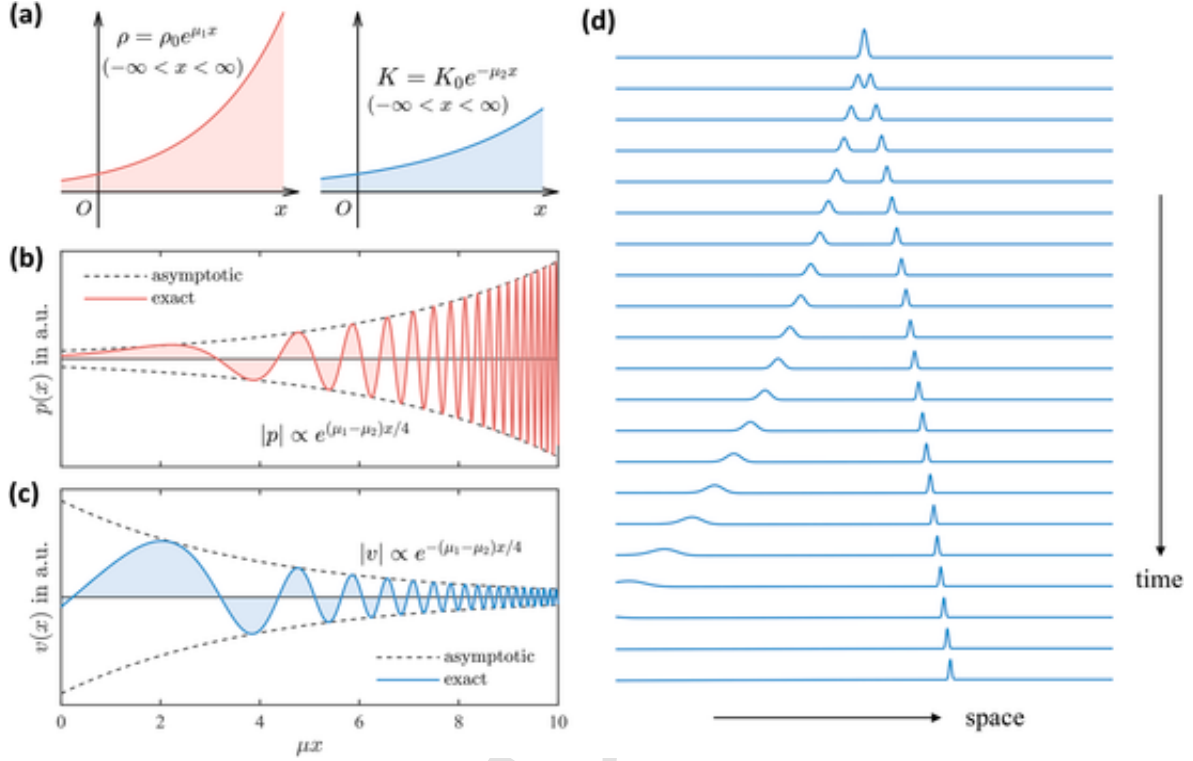 (a)
ρ = ρ₀e^{μ₁x}
(−∞ < x < ∞)
O
x
K = K₀e^{−μ₂x}
(−∞ < x < ∞)
O
x
(b)
asymptotic
exact
p(x) in a.u.
|p| ∝ e^{(μ₁−μ₂)x/4}
(c)
|v| ∝ e^{−(μ₁−μ₂)x/4}
v(x) in a.u.
asymptotic
exact
0 2 4 6 8 10
μx
(d)
time
space